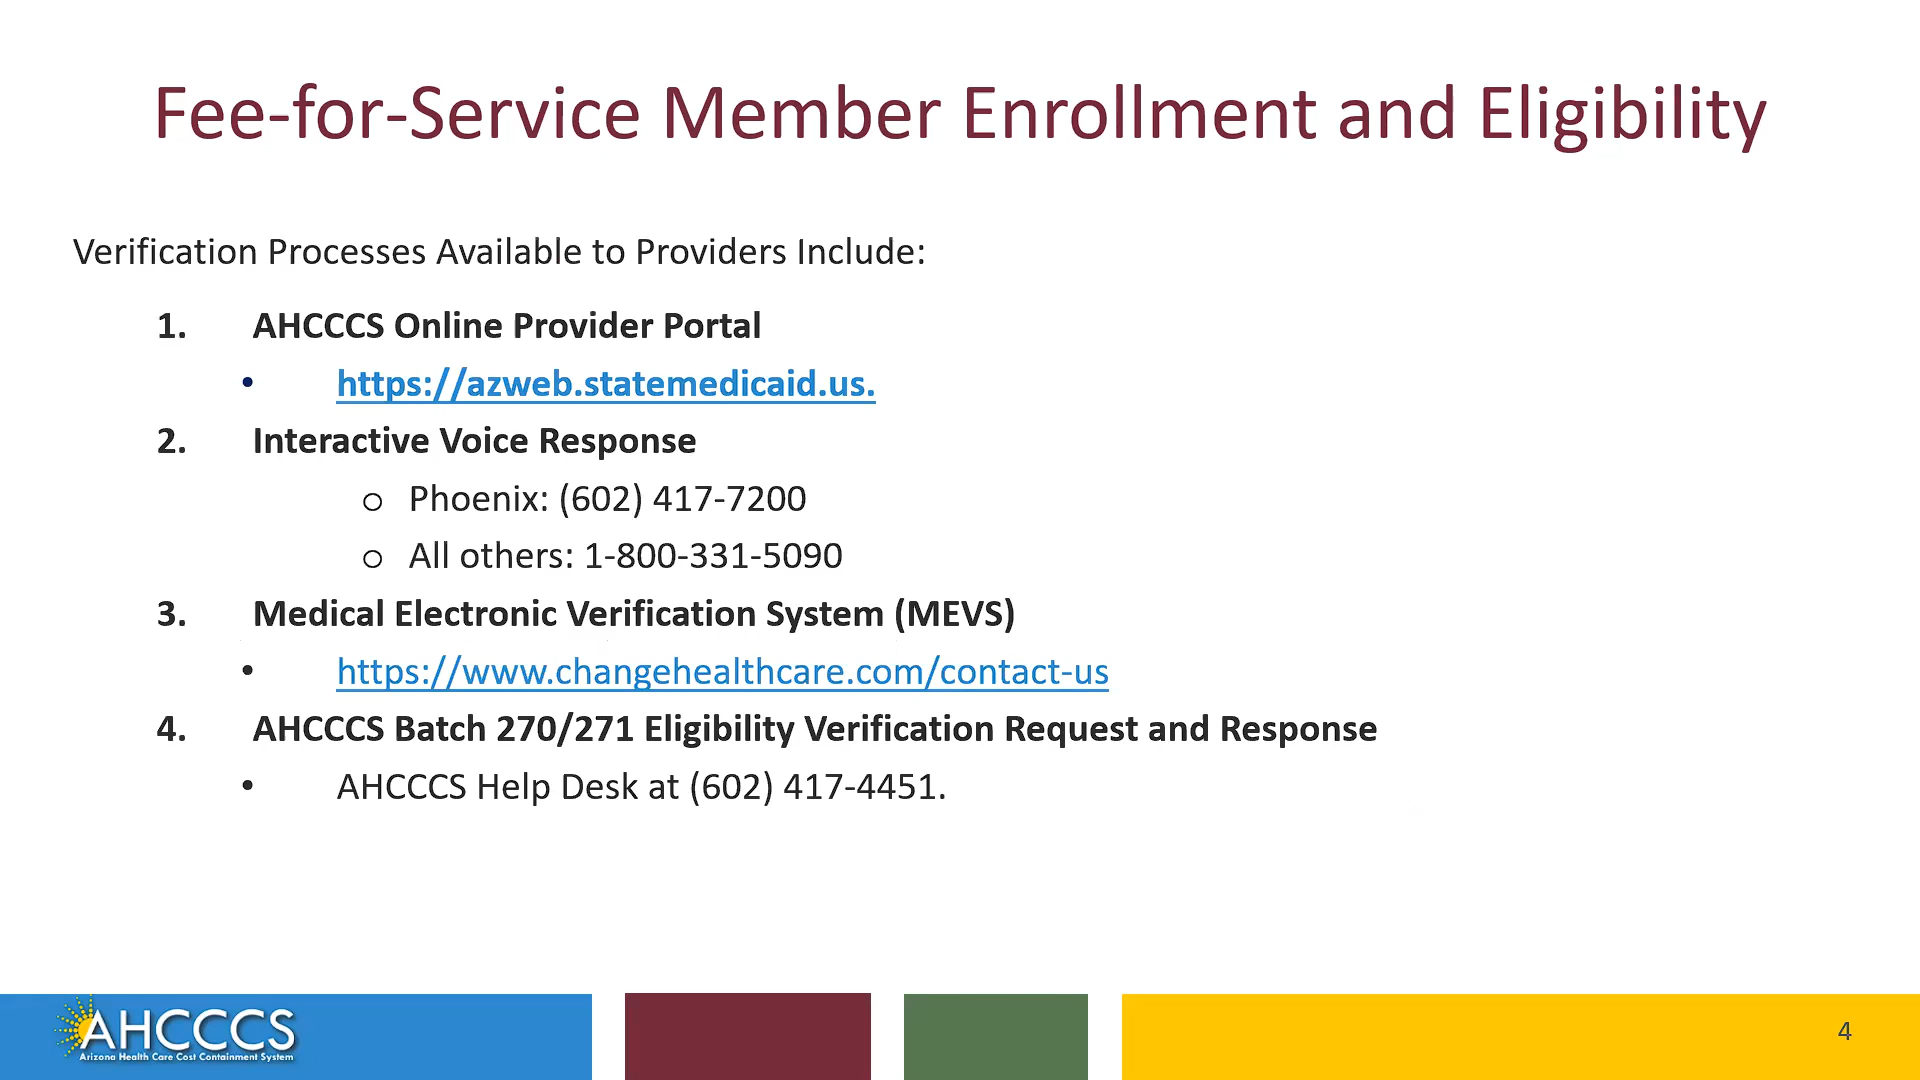 Fee-for-Service Member Enrollment and Eligibility
Verification Processes Available to Providers Include:
1. AHCCCS Online Provider Portal
• https://azweb.statemedicaid.us.
2. Interactive Voice Response
o Phoenix: (602) 417-7200
o All others: 1-800-331-5090
3. Medical Electronic Verification System (MEVS)
• https://www.changehealthcare.com/contact-us
4. AHCCCS Batch 270/271 Eligibility Verification Request and Response
• AHCCCS Help Desk at (602) 417-4451.
AHCCCS
Arizona Health Care Cost Containment System
4